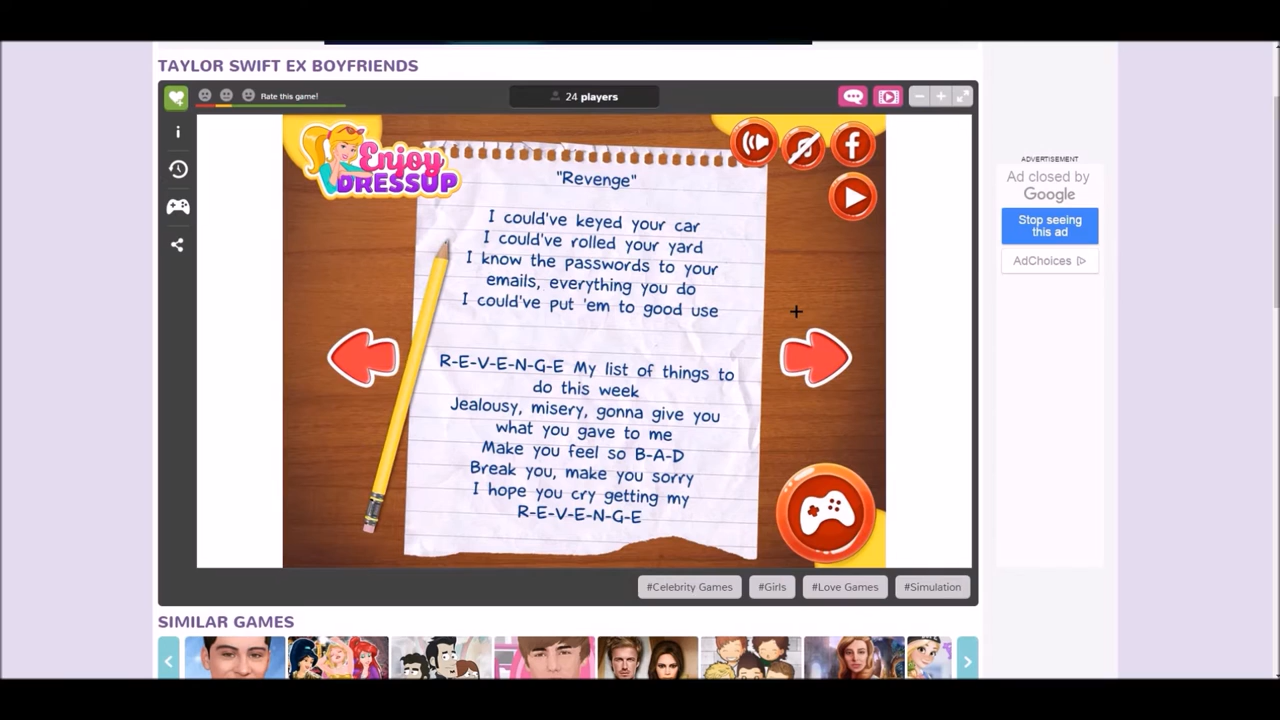 TAYLOR SWIFT EX BOYFRIENDS
Rate this game!
24 players
ADVERTISEMENT
Ad closed by
Google
Stop seeing
this ad
AdChoices
Enjoy
DRESSUP
"Revenge"
I could've keyed your car
I could've rolled your yard
I know the passwords to your
emails, everything you do
I could've put 'em to good use
R-E-V-E-N-G-E My list of things to
do this week
Jealousy, misery, gonna give you
what you gave to me
Make you feel so B-A-D
Break you, make you sorry
I hope you cry getting my
R-E-V-E-N-G-E
#Celebrity Games
#Girls
#Love Games
#Simulation
SIMILAR GAMES